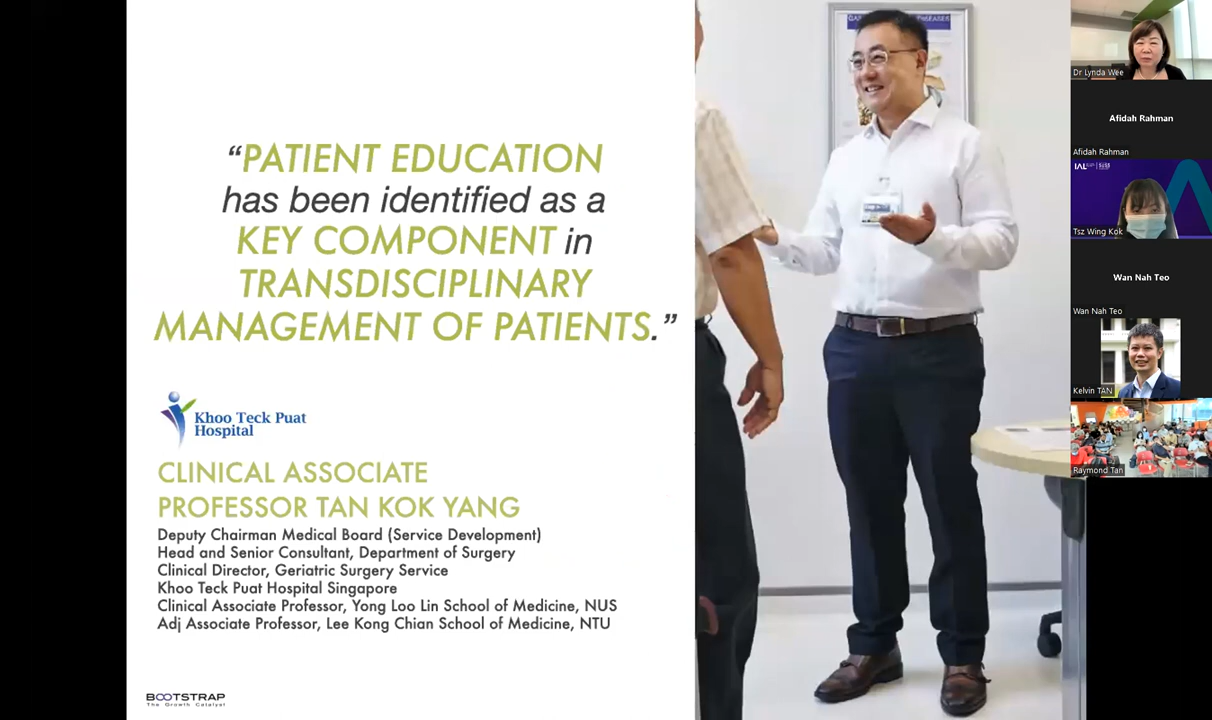 “PATIENT EDUCATION
has been identified as a
KEY COMPONENT in
TRANSDISCIPLINARY
MANAGEMENT OF PATIENTS.”
Khoo Teck Puat
Hospital
CLINICAL ASSOCIATE
PROFESSOR TAN KOK YANG
Deputy Chairman Medical Board (Service Development)
Head and Senior Consultant, Department of Surgery
Clinical Director, Geriatric Surgery Service
Khoo Teck Puat Hospital Singapore
Clinical Associate Professor, Yong Loo Lin School of Medicine, NUS
Adj Associate Professor, Lee Kong Chian School of Medicine, NTU
BOOTSTRAP
The Growth Catalyst
DISEASES
Dr Lynda Wee
Afidah Rahman
Afidah Rahman
IAL
Tsz Wing Kok
Wan Nah Teo
Wan Nah Teo
Kelvin TAN
Raymond Tan